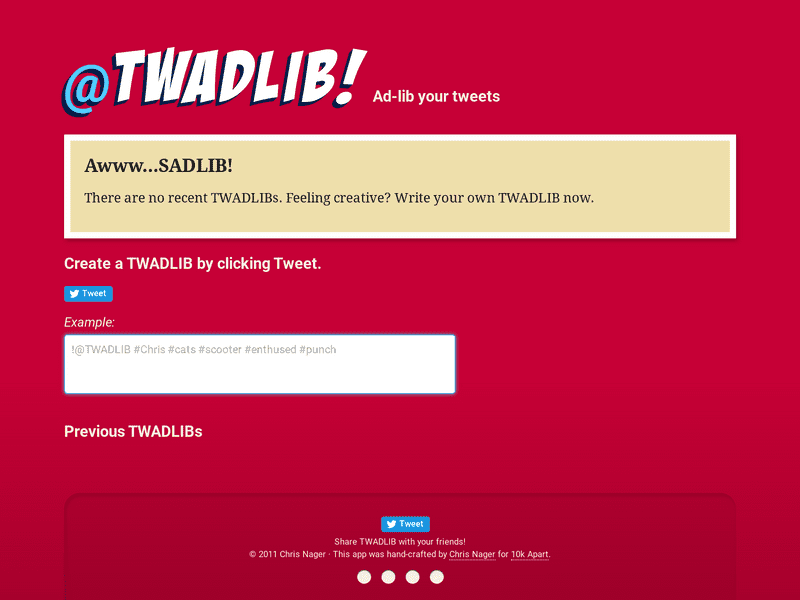 @TWADLIB! Ad-lib your tweets
Awww...SADLIB!
There are no recent TWADLIBs. Feeling creative? Write your own TWADLIB now.
Create a TWADLIB by clicking Tweet.
Tweet
Example:
!@TWADLIB #Chris #cats #scooter #enthused #punch
Previous TWADLIBs
Tweet
Share TWADLIB with your friends!
© 2011 Chris Nager · This app was hand-crafted by Chris Nager for 10k Apart.